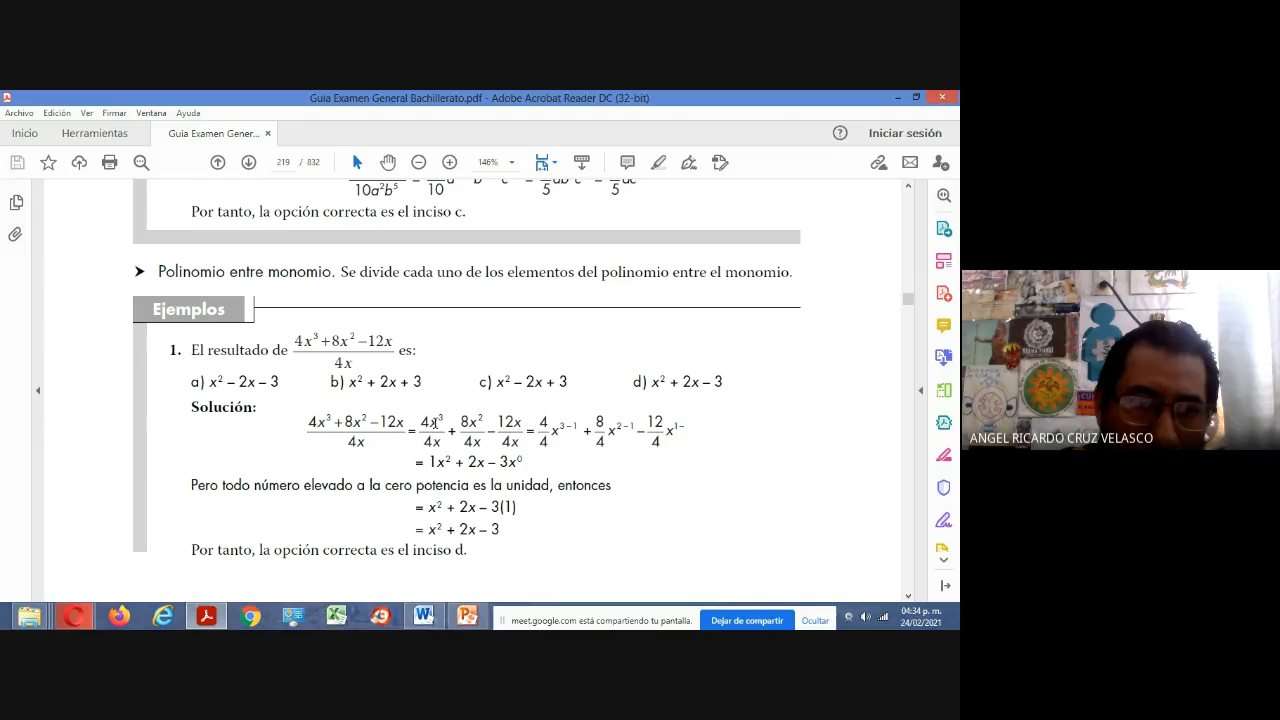 Guia Examen General Bachillerato.pdf - Adobe Acrobat Reader DC (32-bit)
Archivo Edición Ver Firmar Ventana Ayuda
Inicio Herramientas Guia Examen Gener... × Iniciar sesión
219 / 832 146%
10a²b⁵ = 10 a b c = 5 ab c = 5 ac
Por tanto, la opción correcta es el inciso c.
➤ Polinomio entre monomio. Se divide cada uno de los elementos del polinomio entre el monomio.
Ejemplos
1. El resultado de (4x³ + 8x² − 12x)/(4x) es:
a) x² − 2x − 3 b) x² + 2x + 3 c) x² − 2x + 3 d) x² + 2x − 3
Solución:
(4x³ + 8x² − 12x)/(4x) = 4x³/4x + 8x²/4x − 12x/4x = 4/4 x³⁻¹ + 8/4 x²⁻¹ − 12/4 x¹⁻
= 1x² + 2x − 3x⁰
Pero todo número elevado a la cero potencia es la unidad, entonces
= x² + 2x − 3(1)
= x² + 2x − 3
Por tanto, la opción correcta es el inciso d.
ANGEL RICARDO CRUZ VELASCO
meet.google.com está compartiendo tu pantalla. Dejar de compartir Ocultar
04:34 p. m.
24/02/2021